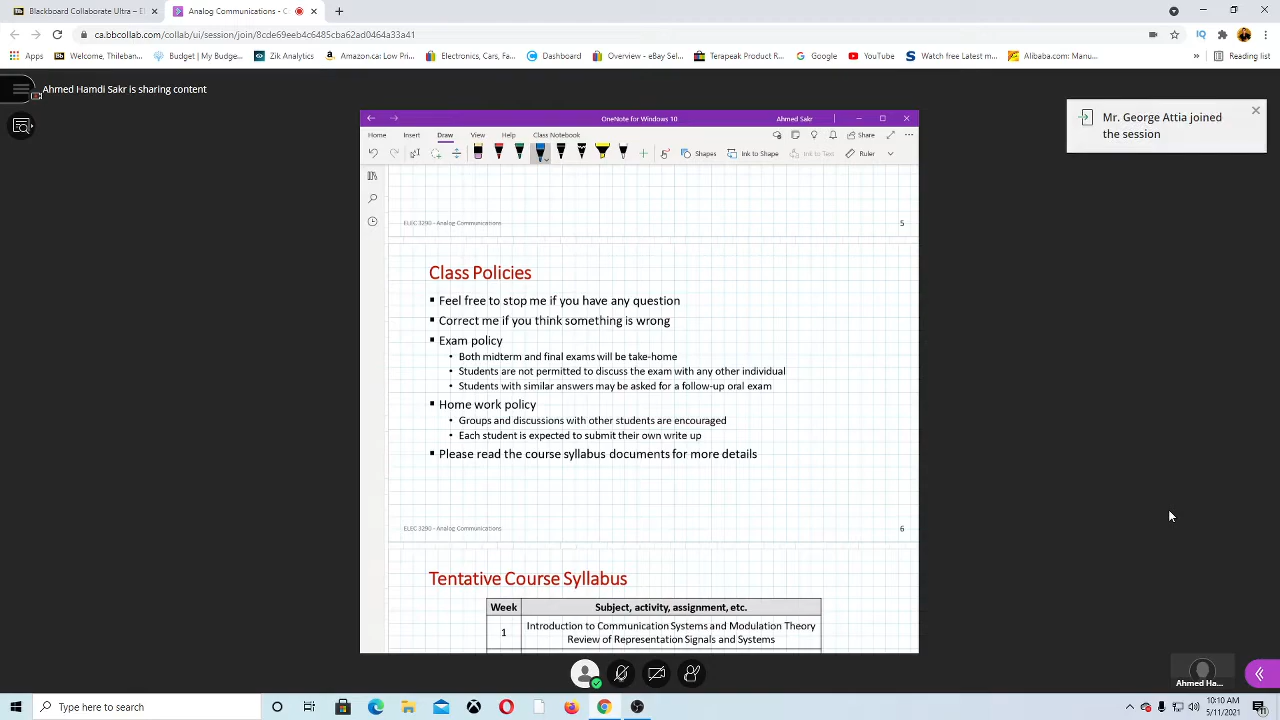 Blackboard Collaborate Ultra –
Analog Communications - C
ca.bbcollab.com/collab/ui/session/join/8cde69eeb4c6485cba62ad0464a33a41
Apps Welcome, Thileban... Budget - My Budge... Zik Analytics Amazon.ca: Low Pri... Electronics, Cars, Fa... Dashboard Overview - eBay Sel... Terapeak Product R... Google YouTube Watch free latest m... Alibaba.com: Manu... » Reading list
Ahmed Hamdi Sakr is sharing content
Mr. George Attia joined
the session
OneNote for Windows 10 Ahmed Sakr
Home Insert Draw View Help Class Notebook Share
Shapes Ink to Shape Ink to Text Ruler
ELEC 3290 - Analog Communications 5
Class Policies
▪ Feel free to stop me if you have any question
▪ Correct me if you think something is wrong
▪ Exam policy
• Both midterm and final exams will be take-home
• Students are not permitted to discuss the exam with any other individual
• Students with similar answers may be asked for a follow-up oral exam
▪ Home work policy
• Groups and discussions with other students are encouraged
• Each student is expected to submit their own write up
▪ Please read the course syllabus documents for more details
ELEC 3290 - Analog Communications 6
Tentative Course Syllabus
Week Subject, activity, assignment, etc.
1 Introduction to Communication Systems and Modulation Theory
Review of Representation Signals and Systems
Ahmed Ha...
Type here to search
10:10 AM
5/11/2021